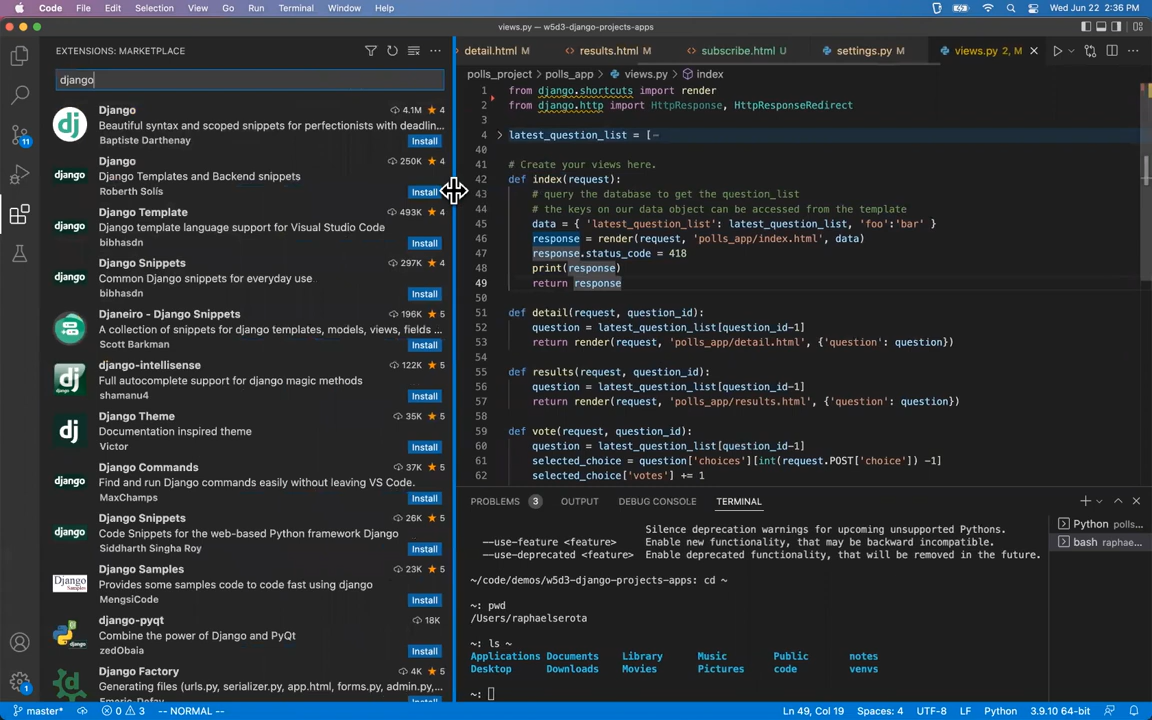 Code File Edit Selection View Go Run Terminal Window Help Wed Jun 22 2:36 PM
views.py — w5d3-django-projects-apps
EXTENSIONS: MARKETPLACE
django
Django 4.1M ★ 4
Beautiful syntax and scoped snippets for perfectionists with deadlin...
Baptiste Darthenay Install
Django 250K ★ 4
Django Templates and Backend snippets
Roberth Solís Install
Django Template 493K ★ 4
Django template language support for Visual Studio Code
bibhasdn Install
Django Snippets 297K ★ 4
Common Django snippets for everyday use
bibhasdn Install
Djaneiro - Django Snippets 196K ★ 5
A collection of snippets for django templates, models, views, fields ...
Scott Barkman Install
django-intellisense 122K ★ 5
Full autocomplete support for django magic methods
shamanu4 Install
Django Theme 35K ★ 5
Documentation inspired theme
Victor Install
Django Commands 37K ★ 5
Find and run Django commands easily without leaving VS Code.
MaxChamps Install
Django Snippets 26K ★ 5
Code Snippets for the web-based Python framework Django
Siddharth Singha Roy Install
Django Samples 23K ★ 5
Provides some samples code to code fast using django
MengsiCode Install
django-pyqt 18K
Combine the power of Django and PyQt
zedObaia Install
Django Factory 4K ★ 5
Generating files (urls.py, serializer.py, app.html, forms.py, admin.py,...
detail.html M results.html M subscribe.html U settings.py M views.py 2, M
polls_project > polls_app > views.py > index
1 from django.shortcuts import render
2 from django.http import HttpResponse, HttpResponseRedirect
3
4 latest_question_list = [
40
41 # Create your views here.
42 def index(request):
43 # query the database to get the question_list
44 # the keys on our data object can be accessed from the template
45 data = { 'latest_question_list': latest_question_list, 'foo':'bar' }
46 response = render(request, 'polls_app/index.html', data)
47 response.status_code = 418
48 print(response)
49 return response
50
51 def detail(request, question_id):
52 question = latest_question_list[question_id-1]
53 return render(request, 'polls_app/detail.html', {'question': question})
54
55 def results(request, question_id):
56 question = latest_question_list[question_id-1]
57 return render(request, 'polls_app/results.html', {'question': question})
58
59 def vote(request, question_id):
60 question = latest_question_list[question_id-1]
61 selected_choice = question['choices'][int(request.POST['choice']) -1]
62 selected_choice['votes'] += 1
PROBLEMS 3 OUTPUT DEBUG CONSOLE TERMINAL
Silence deprecation warnings for upcoming unsupported Pythons.
--use-feature <feature> Enable new functionality, that may be backward incompatible.
--use-deprecated <feature> Enable deprecated functionality, that will be removed in the future.
~/code/demos/w5d3-django-projects-apps: cd ~
~: pwd
/Users/raphaelserota
~: ls ~
Applications Documents Library Music Public notes
Desktop Downloads Movies Pictures code venvs
~:
Python polls...
bash raphae...
11
1
master* 0 3 -- NORMAL -- Ln 49, Col 19 Spaces: 4 UTF-8 LF Python 3.9.10 64-bit